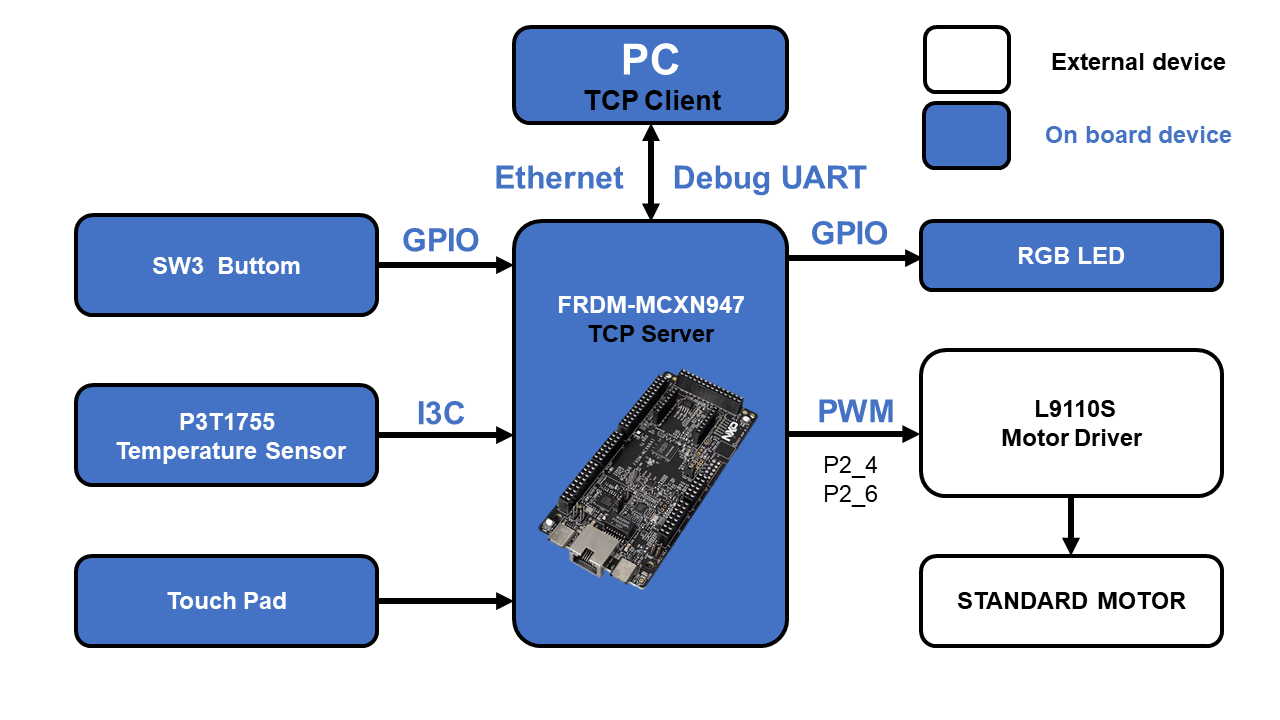 PC
TCP Client
External device
On board device
Ethernet
Debug UART
SW3 Buttom
GPIO
GPIO
RGB LED
FRDM-MCXN947
TCP Server
P3T1755
Temperature Sensor
I3C
PWM
P2_4
P2_6
L9110S
Motor Driver
NXP
Touch Pad
STANDARD MOTOR